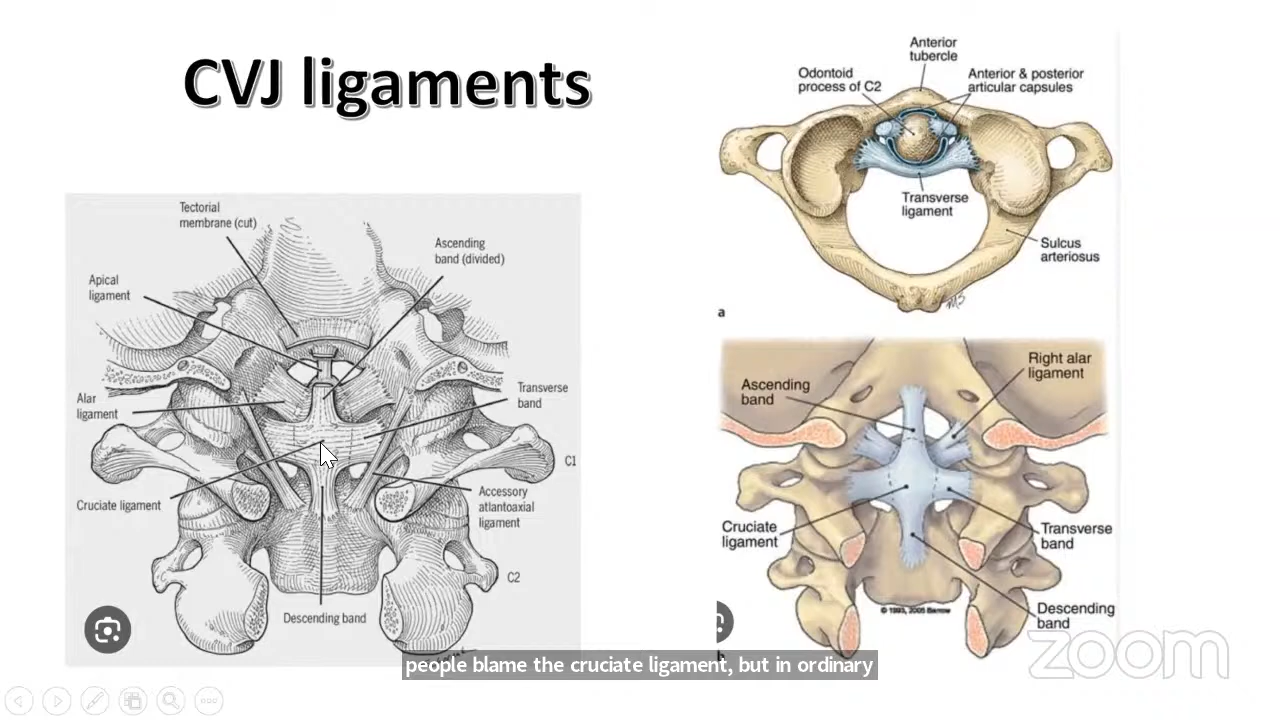 CVJ ligaments
Tectorial
membrane (cut)
Ascending
band (divided)
Apical
ligament
Alar
ligament
Transverse
band
C1
Cruciate ligament
Accessory
atlantoaxial
ligament
C2
Descending band
Anterior
tubercle
Odontoid
process of C2
Anterior & posterior
articular capsules
Transverse
ligament
Sulcus
arteriosus
a
Right alar
ligament
Ascending
band
Cruciate
ligament
Transverse
band
Descending
band
© 1993, 2005 Barrow
b
people blame the cruciate ligament, but in ordinary
zoom